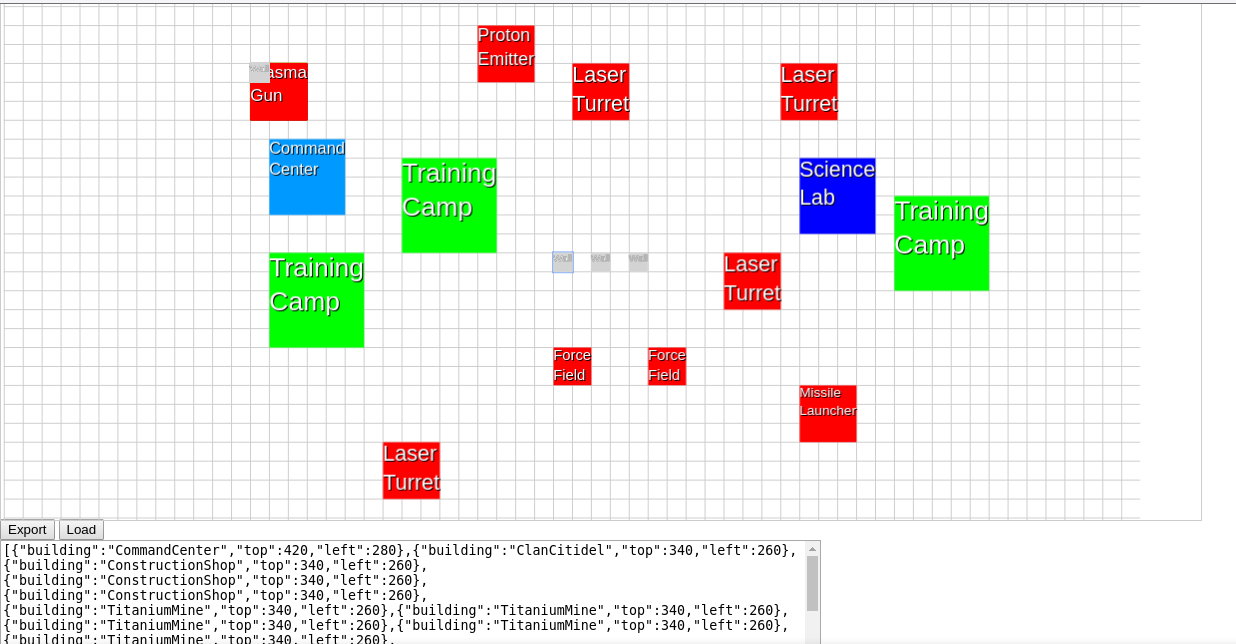 Proton
Emitter
asma
Gun
Laser
Turret
Laser
Turret
Command
Center
Training
Camp
Science
Lab
Training
Camp
Training
Camp
Wall
Wall
Wall
Laser
Turret
Force
Field
Force
Field
Missile
Launcher
Laser
Turret
Export
Load
[{"building":"CommandCenter","top":420,"left":280},{"building":"ClanCitidel","top":340,"left":260},
{"building":"ConstructionShop","top":340,"left":260},
{"building":"ConstructionShop","top":340,"left":260},
{"building":"ConstructionShop","top":340,"left":260},
{"building":"TitaniumMine","top":340,"left":260},{"building":"TitaniumMine","top":340,"left":260},
{"building":"TitaniumMine","top":340,"left":260},{"building":"TitaniumMine","top":340,"left":260},
{"building":"TitaniumMine","top":340,"left":260},